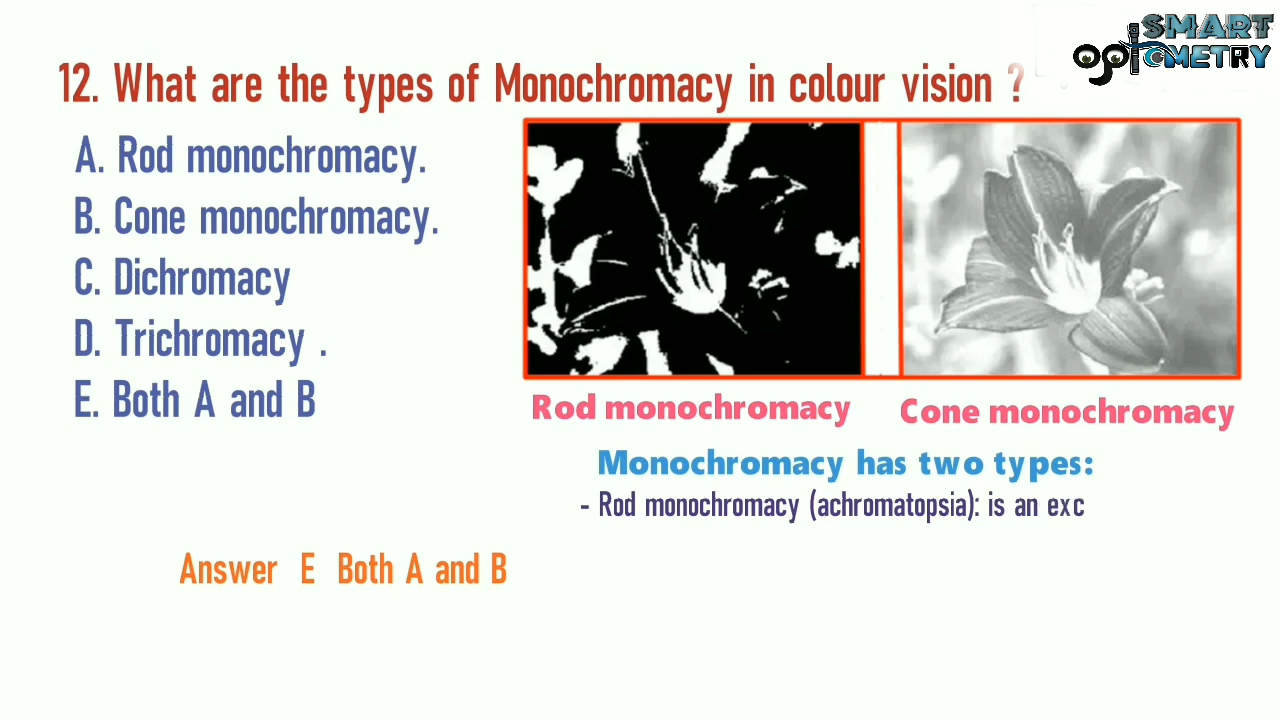 SMART
OPTOMETRY
12. What are the types of Monochromacy in colour vision ?
A. Rod monochromacy.
B. Cone monochromacy.
C. Dichromacy
D. Trichromacy .
E. Both A and B
Rod monochromacy
Cone monochromacy
Monochromacy has two types:
- Rod monochromacy (achromatopsia): is an exc
Answer E Both A and B